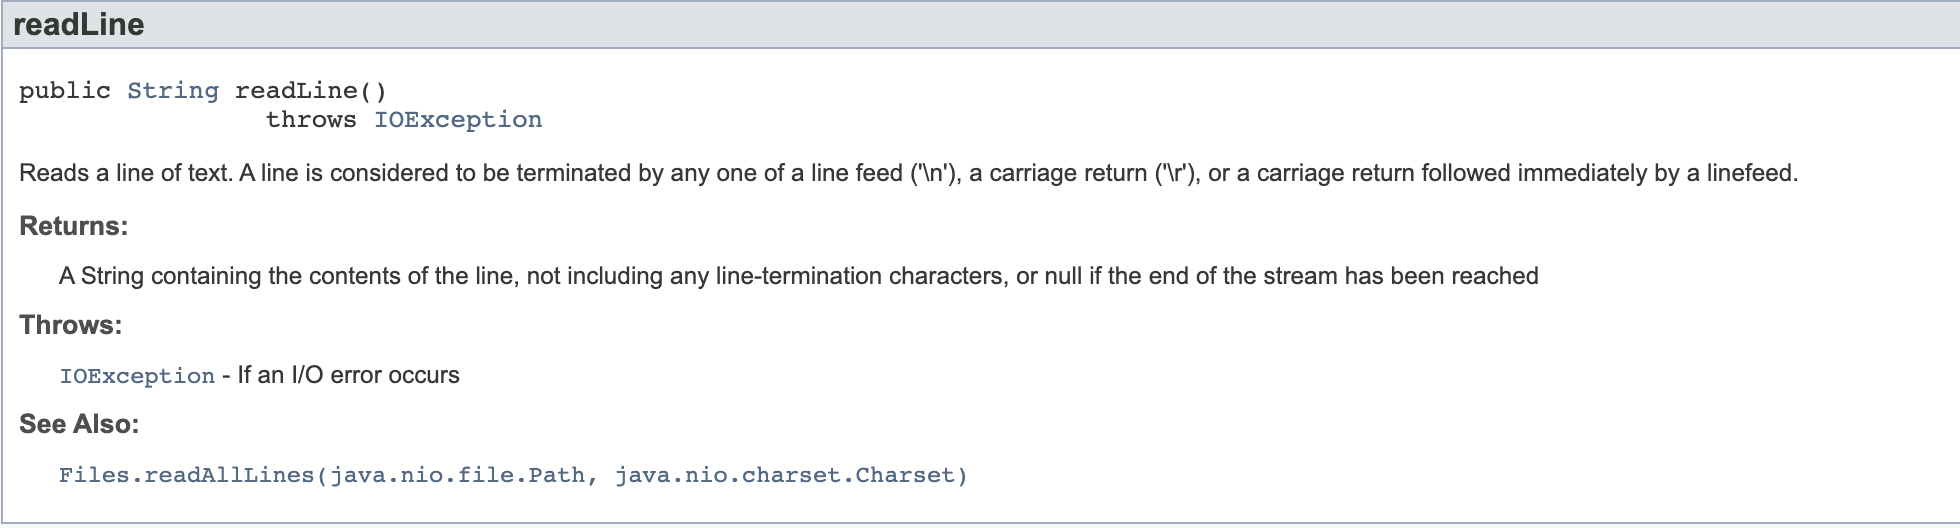 readLine
public String readLine()
throws IOException
Reads a line of text. A line is considered to be terminated by any one of a line feed ('\n'), a carriage return ('\r'), or a carriage return followed immediately by a linefeed.
Returns:
A String containing the contents of the line, not including any line-termination characters, or null if the end of the stream has been reached
Throws:
IOException - If an I/O error occurs
See Also:
Files.readAllLines(java.nio.file.Path, java.nio.charset.Charset)